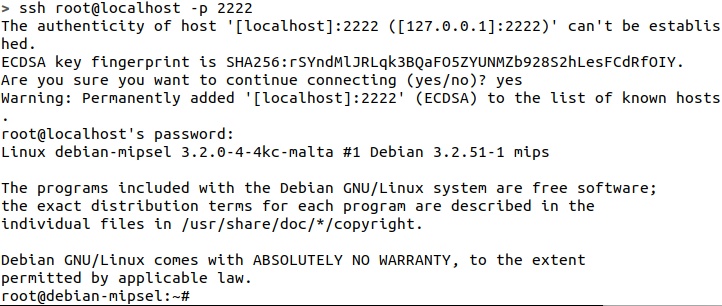 > ssh root@localhost -p 2222
The authenticity of host '[localhost]:2222 ([127.0.0.1]:2222)' can't be establis
hed.
ECDSA key fingerprint is SHA256:rSYndMlJRLqk3BQaFO5ZYUNMZb928S2hLesFCdRfOIY.
Are you sure you want to continue connecting (yes/no)? yes
Warning: Permanently added '[localhost]:2222' (ECDSA) to the list of known hosts
.
root@localhost's password:
Linux debian-mipsel 3.2.0-4-4kc-malta #1 Debian 3.2.51-1 mips
The programs included with the Debian GNU/Linux system are free software;
the exact distribution terms for each program are described in the
individual files in /usr/share/doc/*/copyright.
Debian GNU/Linux comes with ABSOLUTELY NO WARRANTY, to the extent
permitted by applicable law.
root@debian-mipsel:~#